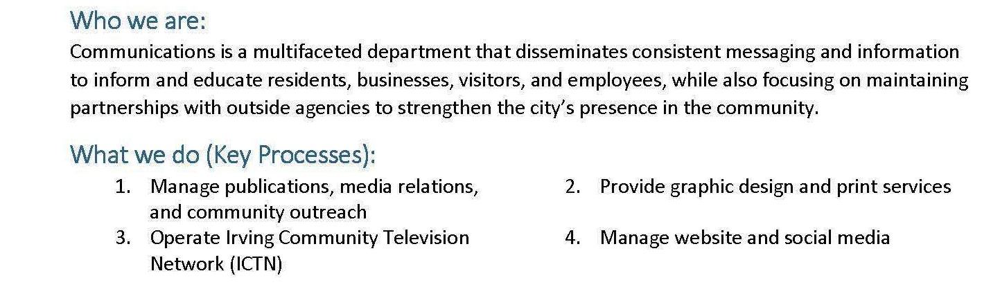 Who we are:
Communications is a multifaceted department that disseminates consistent messaging and information
to inform and educate residents, businesses, visitors, and employees, while also focusing on maintaining
partnerships with outside agencies to strengthen the city’s presence in the community.
What we do (Key Processes):
1. Manage publications, media relations,
and community outreach
2. Provide graphic design and print services
3. Operate Irving Community Television
Network (ICTN)
4. Manage website and social media